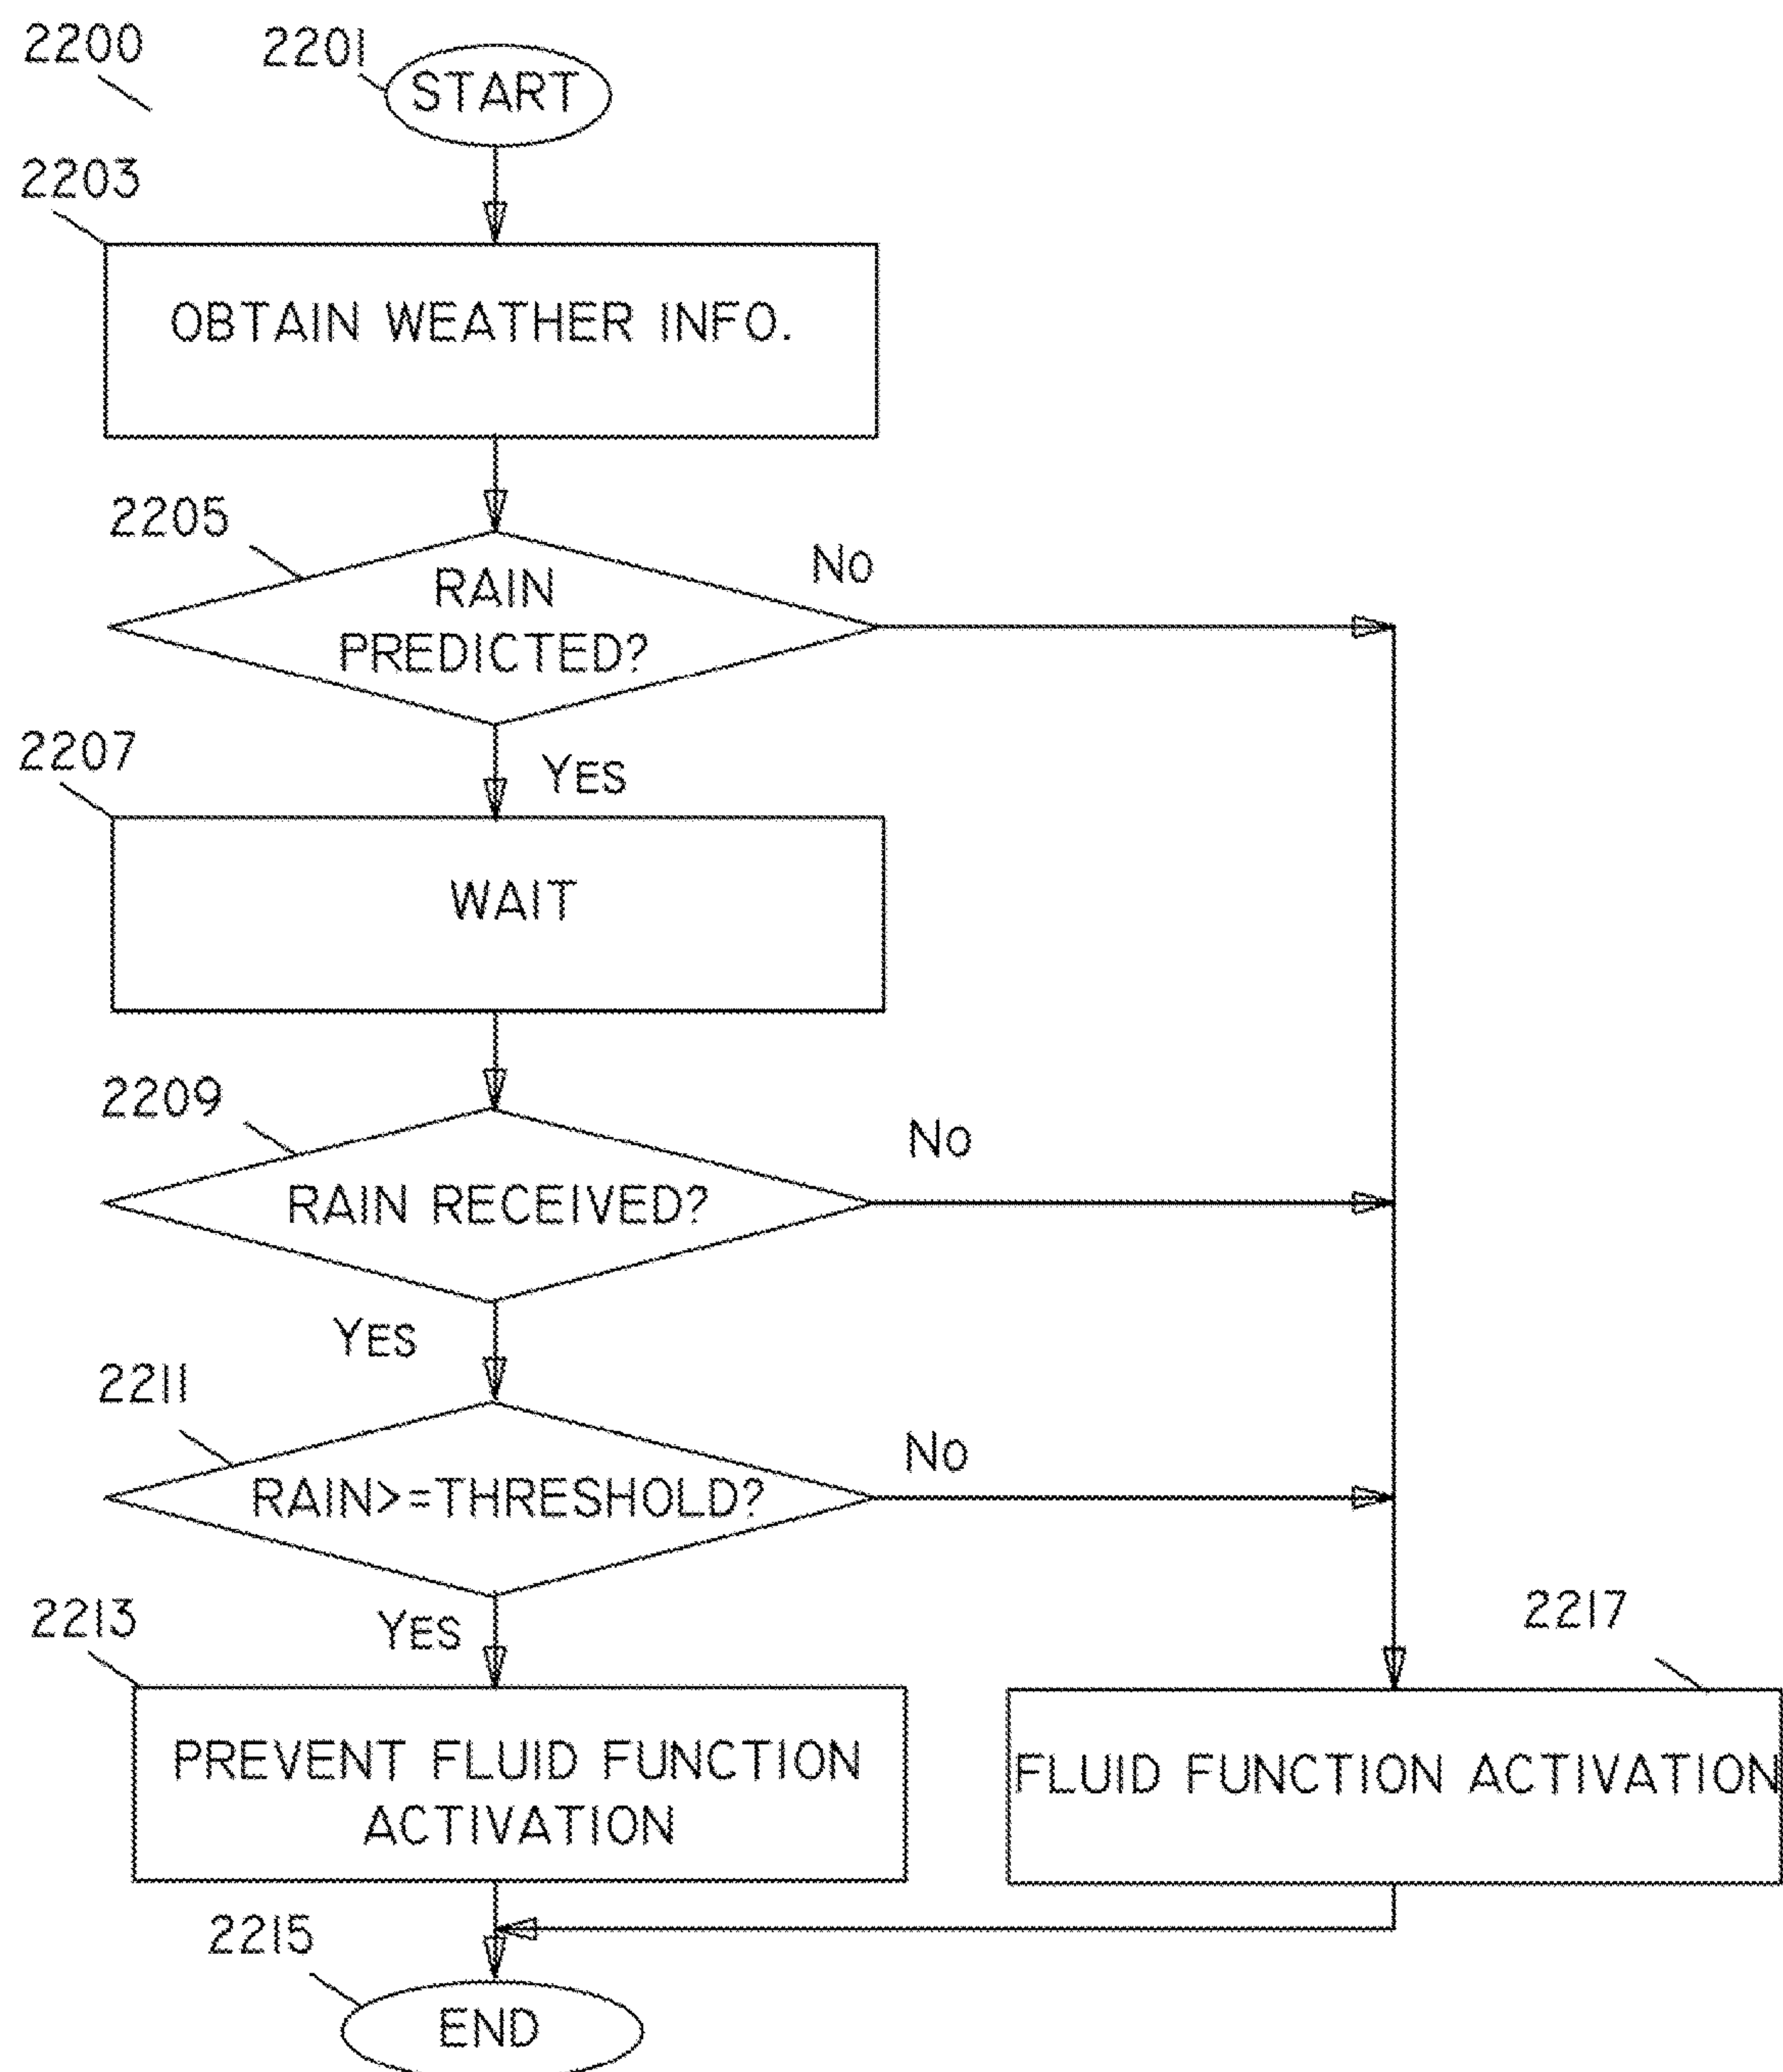 2200
2201
START
2203
OBTAIN WEATHER INFO.
2205
RAIN
PREDICTED?
No
Yes
2207
WAIT
2209
RAIN RECEIVED?
No
Yes
2211
RAIN>=THRESHOLD?
No
Yes
2213
PREVENT FLUID FUNCTION
ACTIVATION
2217
FLUID FUNCTION ACTIVATION
2215
END